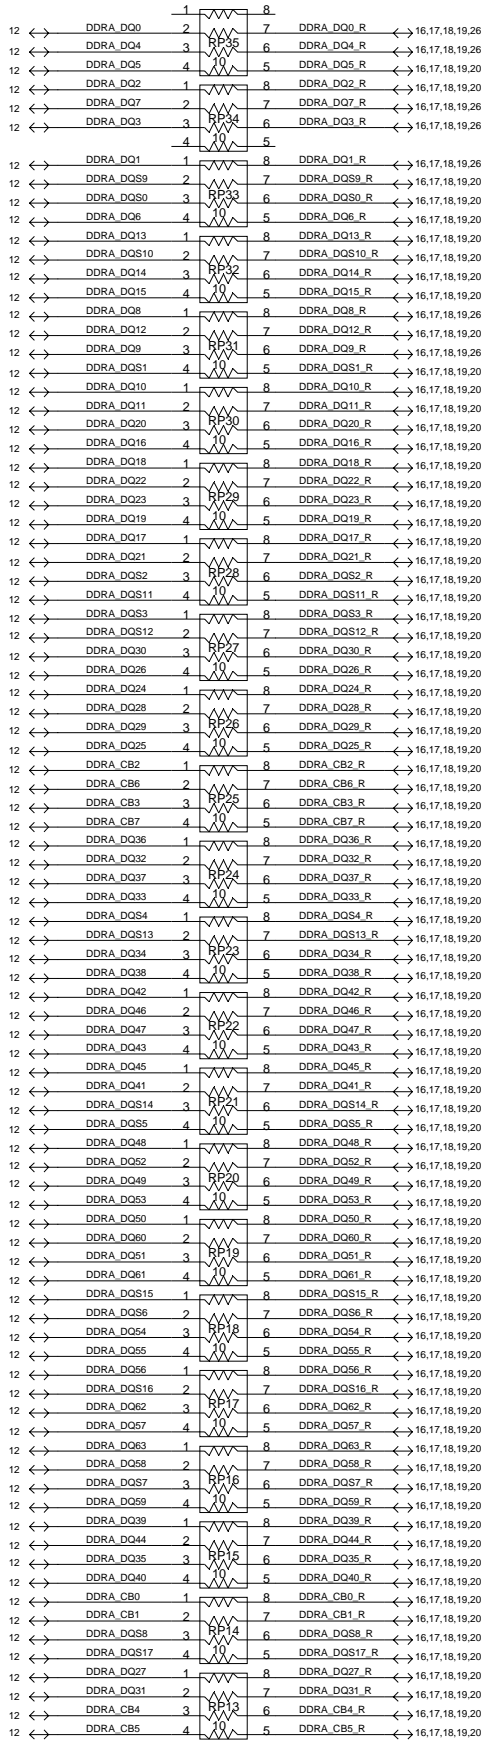 1 8
12 DDRA_DQ0 2 7 DDRA_DQ0_R 16,17,18,19,26
RP35
12 DDRA_DQ4 3 6 DDRA_DQ4_R 16,17,18,19,26
10
12 DDRA_DQ5 4 5 DDRA_DQ5_R 16,17,18,19,20
12 DDRA_DQ2 1 8 DDRA_DQ2_R 16,17,18,19,20
12 DDRA_DQ7 2 7 DDRA_DQ7_R 16,17,18,19,26
RP34
12 DDRA_DQ3 3 6 DDRA_DQ3_R 16,17,18,19,26
10
4 5
12 DDRA_DQ1 1 8 DDRA_DQ1_R 16,17,18,19,26
12 DDRA_DQS9 2 7 DDRA_DQS9_R 16,17,18,19,20
RP33
12 DDRA_DQS0 3 6 DDRA_DQS0_R 16,17,18,19,20
10
12 DDRA_DQ6 4 5 DDRA_DQ6_R 16,17,18,19,20
12 DDRA_DQ13 1 8 DDRA_DQ13_R 16,17,18,19,20
12 DDRA_DQS10 2 7 DDRA_DQS10_R 16,17,18,19,20
RP32
12 DDRA_DQ14 3 6 DDRA_DQ14_R 16,17,18,19,20
10
12 DDRA_DQ15 4 5 DDRA_DQ15_R 16,17,18,19,20
12 DDRA_DQ8 1 8 DDRA_DQ8_R 16,17,18,19,26
12 DDRA_DQ12 2 7 DDRA_DQ12_R 16,17,18,19,20
RP31
12 DDRA_DQ9 3 6 DDRA_DQ9_R 16,17,18,19,26
10
12 DDRA_DQS1 4 5 DDRA_DQS1_R 16,17,18,19,20
12 DDRA_DQ10 1 8 DDRA_DQ10_R 16,17,18,19,20
12 DDRA_DQ11 2 7 DDRA_DQ11_R 16,17,18,19,20
RP30
12 DDRA_DQ20 3 6 DDRA_DQ20_R 16,17,18,19,20
10
12 DDRA_DQ16 4 5 DDRA_DQ16_R 16,17,18,19,20
12 DDRA_DQ18 1 8 DDRA_DQ18_R 16,17,18,19,20
12 DDRA_DQ22 2 7 DDRA_DQ22_R 16,17,18,19,20
RP29
12 DDRA_DQ23 3 6 DDRA_DQ23_R 16,17,18,19,20
10
12 DDRA_DQ19 4 5 DDRA_DQ19_R 16,17,18,19,20
12 DDRA_DQ17 1 8 DDRA_DQ17_R 16,17,18,19,20
12 DDRA_DQ21 2 7 DDRA_DQ21_R 16,17,18,19,20
RP28
12 DDRA_DQS2 3 6 DDRA_DQS2_R 16,17,18,19,20
10
12 DDRA_DQS11 4 5 DDRA_DQS11_R 16,17,18,19,20
12 DDRA_DQS3 1 8 DDRA_DQS3_R 16,17,18,19,20
12 DDRA_DQS12 2 7 DDRA_DQS12_R 16,17,18,19,20
RP27
12 DDRA_DQ30 3 6 DDRA_DQ30_R 16,17,18,19,20
10
12 DDRA_DQ26 4 5 DDRA_DQ26_R 16,17,18,19,20
12 DDRA_DQ24 1 8 DDRA_DQ24_R 16,17,18,19,20
12 DDRA_DQ28 2 7 DDRA_DQ28_R 16,17,18,19,20
RP26
12 DDRA_DQ29 3 6 DDRA_DQ29_R 16,17,18,19,20
10
12 DDRA_DQ25 4 5 DDRA_DQ25_R 16,17,18,19,20
12 DDRA_CB2 1 8 DDRA_CB2_R 16,17,18,19,20
12 DDRA_CB6 2 7 DDRA_CB6_R 16,17,18,19,20
RP25
12 DDRA_CB3 3 6 DDRA_CB3_R 16,17,18,19,20
10
12 DDRA_CB7 4 5 DDRA_CB7_R 16,17,18,19,20
12 DDRA_DQ36 1 8 DDRA_DQ36_R 16,17,18,19,20
12 DDRA_DQ32 2 7 DDRA_DQ32_R 16,17,18,19,20
RP24
12 DDRA_DQ37 3 6 DDRA_DQ37_R 16,17,18,19,20
10
12 DDRA_DQ33 4 5 DDRA_DQ33_R 16,17,18,19,20
12 DDRA_DQS4 1 8 DDRA_DQS4_R 16,17,18,19,20
12 DDRA_DQS13 2 7 DDRA_DQS13_R 16,17,18,19,20
RP23
12 DDRA_DQ34 3 6 DDRA_DQ34_R 16,17,18,19,20
10
12 DDRA_DQ38 4 5 DDRA_DQ38_R 16,17,18,19,20
12 DDRA_DQ42 1 8 DDRA_DQ42_R 16,17,18,19,20
12 DDRA_DQ46 2 7 DDRA_DQ46_R 16,17,18,19,20
RP22
12 DDRA_DQ47 3 6 DDRA_DQ47_R 16,17,18,19,20
10
12 DDRA_DQ43 4 5 DDRA_DQ43_R 16,17,18,19,20
12 DDRA_DQ45 1 8 DDRA_DQ45_R 16,17,18,19,20
12 DDRA_DQ41 2 7 DDRA_DQ41_R 16,17,18,19,20
RP21
12 DDRA_DQS14 3 6 DDRA_DQS14_R 16,17,18,19,20
10
12 DDRA_DQS5 4 5 DDRA_DQS5_R 16,17,18,19,20
12 DDRA_DQ48 1 8 DDRA_DQ48_R 16,17,18,19,20
12 DDRA_DQ52 2 7 DDRA_DQ52_R 16,17,18,19,20
RP20
12 DDRA_DQ49 3 6 DDRA_DQ49_R 16,17,18,19,20
10
12 DDRA_DQ53 4 5 DDRA_DQ53_R 16,17,18,19,20
12 DDRA_DQ50 1 8 DDRA_DQ50_R 16,17,18,19,20
12 DDRA_DQ60 2 7 DDRA_DQ60_R 16,17,18,19,20
RP19
12 DDRA_DQ51 3 6 DDRA_DQ51_R 16,17,18,19,20
10
12 DDRA_DQ61 4 5 DDRA_DQ61_R 16,17,18,19,20
12 DDRA_DQS15 1 8 DDRA_DQS15_R 16,17,18,19,20
12 DDRA_DQS6 2 7 DDRA_DQS6_R 16,17,18,19,20
RP18
12 DDRA_DQ54 3 6 DDRA_DQ54_R 16,17,18,19,20
10
12 DDRA_DQ55 4 5 DDRA_DQ55_R 16,17,18,19,20
12 DDRA_DQ56 1 8 DDRA_DQ56_R 16,17,18,19,20
12 DDRA_DQS16 2 7 DDRA_DQS16_R 16,17,18,19,20
RP17
12 DDRA_DQ62 3 6 DDRA_DQ62_R 16,17,18,19,20
10
12 DDRA_DQ57 4 5 DDRA_DQ57_R 16,17,18,19,20
12 DDRA_DQ63 1 8 DDRA_DQ63_R 16,17,18,19,20
12 DDRA_DQ58 2 7 DDRA_DQ58_R 16,17,18,19,20
RP16
12 DDRA_DQS7 3 6 DDRA_DQS7_R 16,17,18,19,20
10
12 DDRA_DQ59 4 5 DDRA_DQ59_R 16,17,18,19,20
12 DDRA_DQ39 1 8 DDRA_DQ39_R 16,17,18,19,20
12 DDRA_DQ44 2 7 DDRA_DQ44_R 16,17,18,19,20
RP15
12 DDRA_DQ35 3 6 DDRA_DQ35_R 16,17,18,19,20
10
12 DDRA_DQ40 4 5 DDRA_DQ40_R 16,17,18,19,20
12 DDRA_CB0 1 8 DDRA_CB0_R 16,17,18,19,20
12 DDRA_CB1 2 7 DDRA_CB1_R 16,17,18,19,20
RP14
12 DDRA_DQS8 3 6 DDRA_DQS8_R 16,17,18,19,20
10
12 DDRA_DQS17 4 5 DDRA_DQS17_R 16,17,18,19,20
12 DDRA_DQ27 1 8 DDRA_DQ27_R 16,17,18,19,20
12 DDRA_DQ31 2 7 DDRA_DQ31_R 16,17,18,19,20
RP13
12 DDRA_CB4 3 6 DDRA_CB4_R 16,17,18,19,20
10
12 DDRA_CB5 4 5 DDRA_CB5_R 16,17,18,19,20